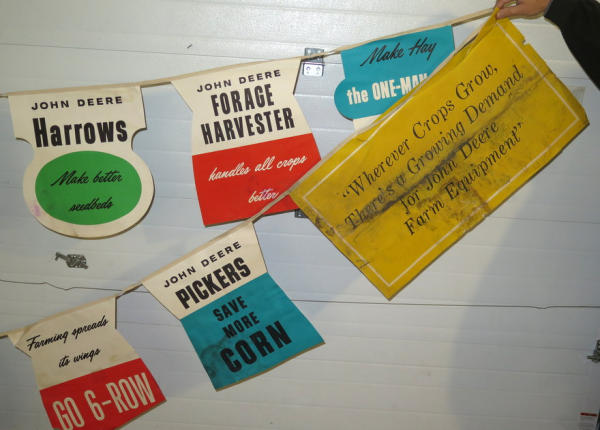 JOHN DEERE
Harrows
Make better
seedbeds
JOHN DEERE
FORAGE
HARVESTER
handles all crops
better
Make Hay
the ONE-MAN
"Wherever Crops Grow,
There's a Growing Demand
for John Deere
Farm Equipment"
Farming spreads
its wings
GO 6-ROW
JOHN DEERE
PICKERS
SAVE
MORE
CORN